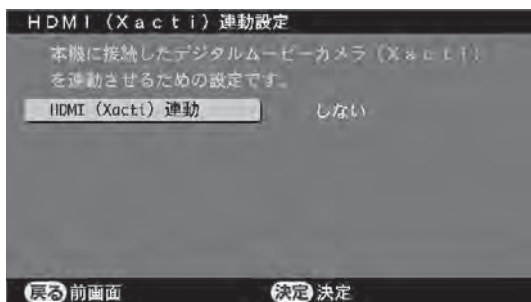 HDMI（Xacti）連動設定
本機に接続したデジタルムービーカメラ（Xacti）
を連動させるための設定です。
HDMI（Xacti）連動 しない
戻る 前画面 決定 決定